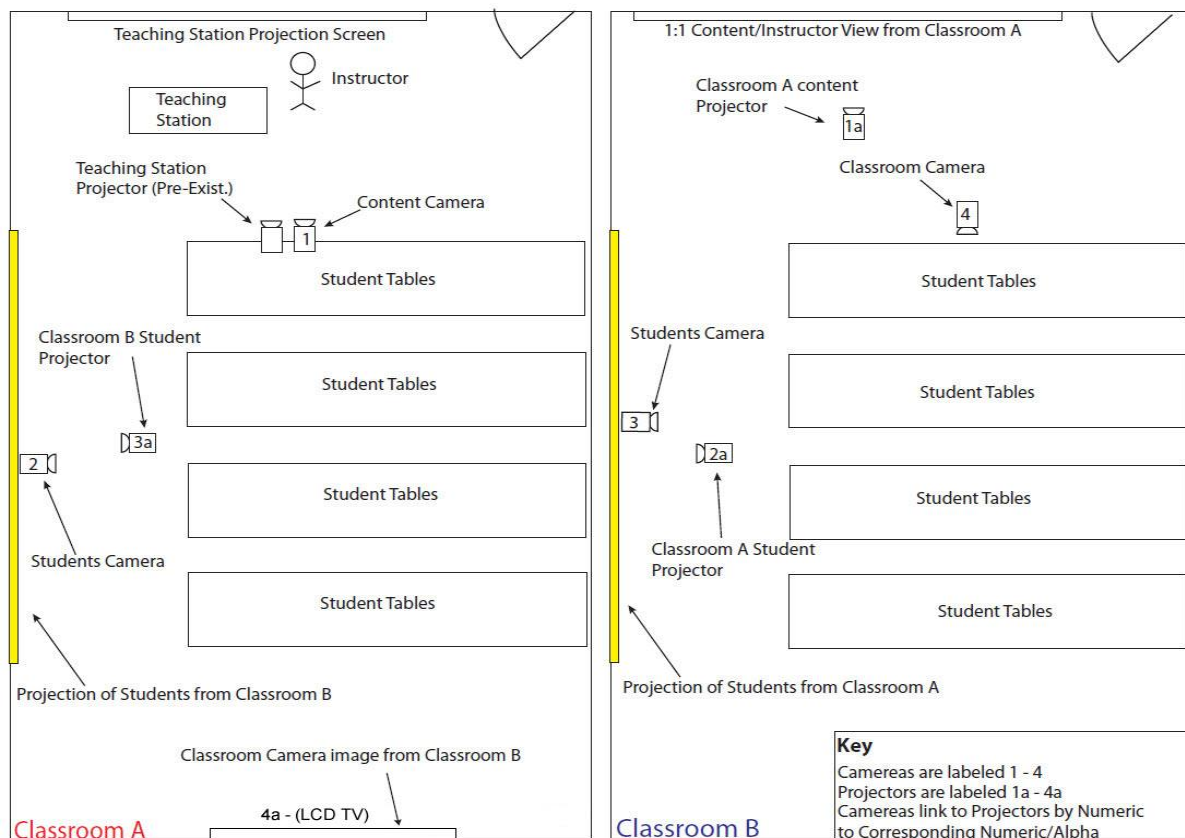 Teaching Station Projection Screen
Instructor
Teaching
Station
Teaching Station
Projector (Pre-Exist.)
Content Camera
1
Student Tables
Classroom B Student
Projector
Student Tables
3a
2
Student Tables
Students Camera
Student Tables
Projection of Students from Classroom B
Classroom Camera image from Classroom B
4a - (LCD TV)
Classroom A
1:1 Content/Instructor View from Classroom A
Classroom A content
Projector
1a
Classroom Camera
4
Student Tables
Students Camera
Student Tables
3
2a
Student Tables
Classroom A Student
Projector
Student Tables
Projection of Students from Classroom A
Key
Camereas are labeled 1 - 4
Projectors are labeled 1a - 4a
Camereas link to Projectors by Numeric
to Corresponding Numeric/Alpha
Classroom B